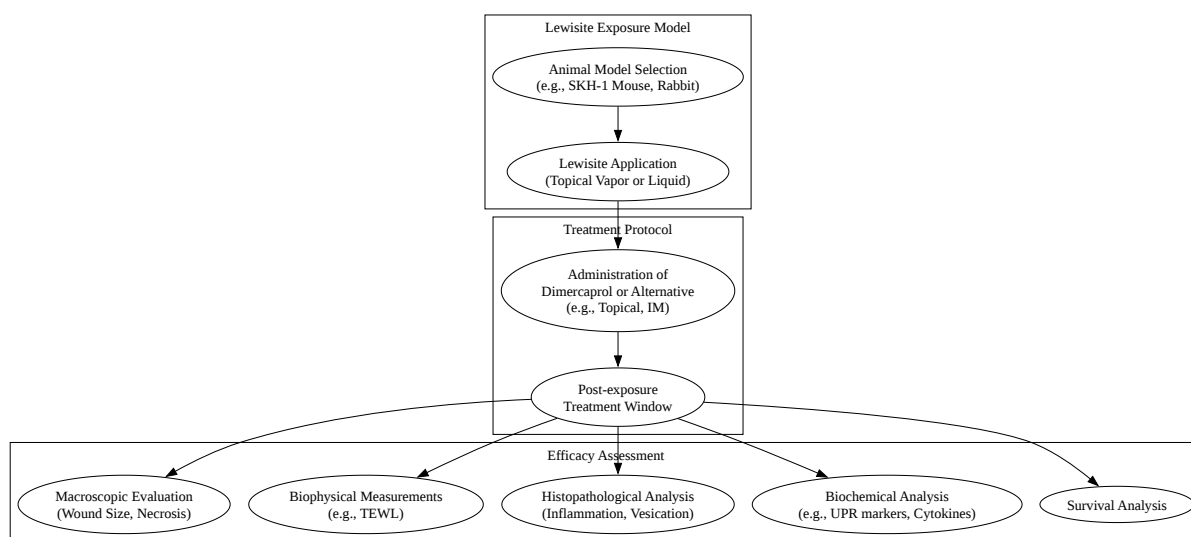 Lewisite Exposure Model
Animal Model Selection
(e.g., SKH-1 Mouse, Rabbit)
Lewisite Application
(Topical Vapor or Liquid)
Treatment Protocol
Administration of
Dimercaprol or Alternative
(e.g., Topical, IM)
Post-exposure
Treatment Window
Efficacy Assessment
Macroscopic Evaluation
(Wound Size, Necrosis)
Biophysical Measurements
(e.g., TEWL)
Histopathological Analysis
(Inflammation, Vesication)
Biochemical Analysis
(e.g., UPR markers, Cytokines)
Survival Analysis